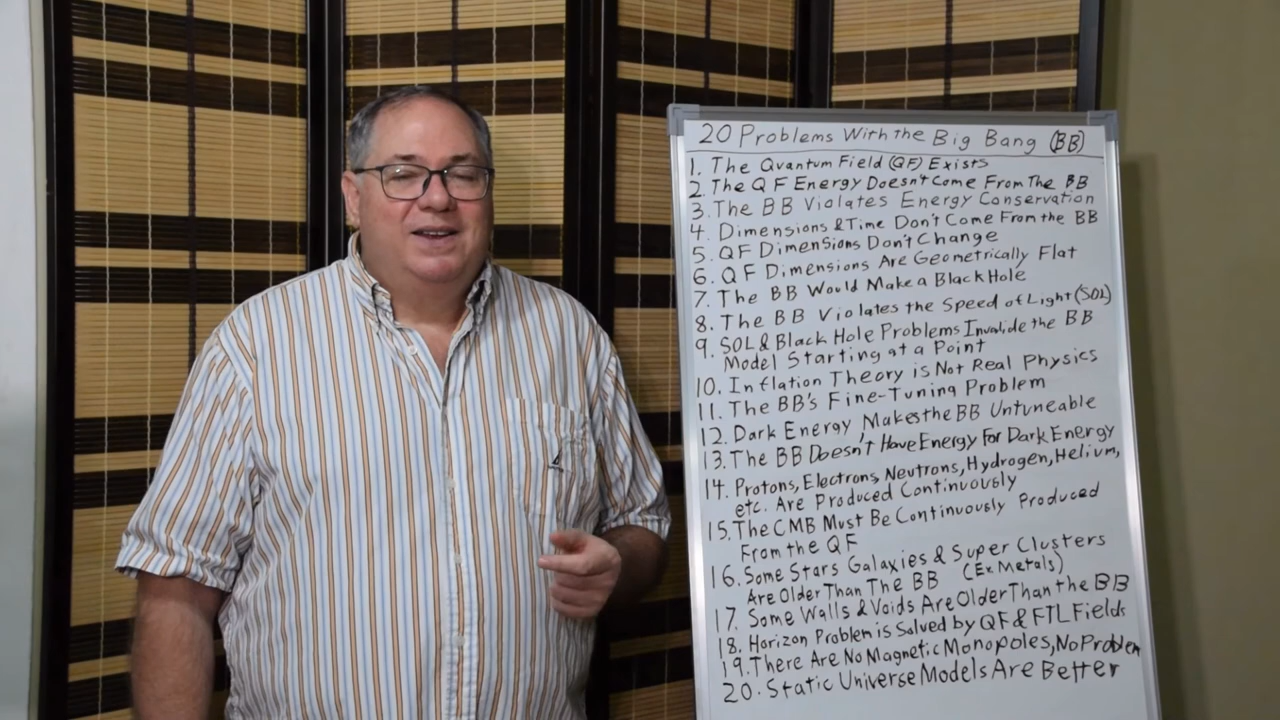 20 Problems With the Big Bang (BB)
1. The Quantum Field (QF) Exists
2. The QF Energy Doesn't Come From The BB
3. The BB Violates Energy Conservation
4. Dimensions & Time Don't Come From the BB
5. QF Dimensions Don't Change
6. QF Dimensions Are Geometrically Flat
7. The BB Would Make a Black Hole
8. The BB Violates the Speed of Light (SOL)
9. SOL & Black Hole Problems Invalide the BB
Model Starting at a Point
10. Inflation Theory is Not Real Physics
11. The BB's Fine-Tuning Problem
12. Dark Energy Makes the BB Untuneable
13. The BB Doesn't Have Energy For Dark Energy
14. Protons, Electrons, Neutrons, Hydrogen, Helium,
etc. Are Produced Continuously
15. The CMB Must Be Continuously Produced
From the QF
16. Some Stars Galaxies & Super Clusters
Are Older Than The BB (Ex Metals)
17. Some Walls & Voids Are Older Than the BB
18. Horizon Problem is Solved by QF & FTL Fields
19. There Are No Magnetic Monopoles, No Problem
20. Static Universe Models Are Better